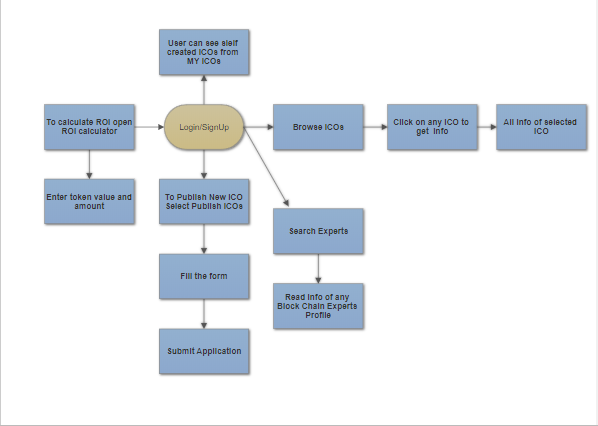 User can see slelf
created ICOs from
MY ICOs
To calculate ROI open
ROI calculator
Login/SignUp
Browse ICOs
Click on any ICO to
get Info
All Info of selected
ICO
Enter token value and
amount
To Publish New ICO
Select Publish ICOs
Search Experts
Fill the form
Read Info of any
Block Chain Experts
Profile
Submit Application